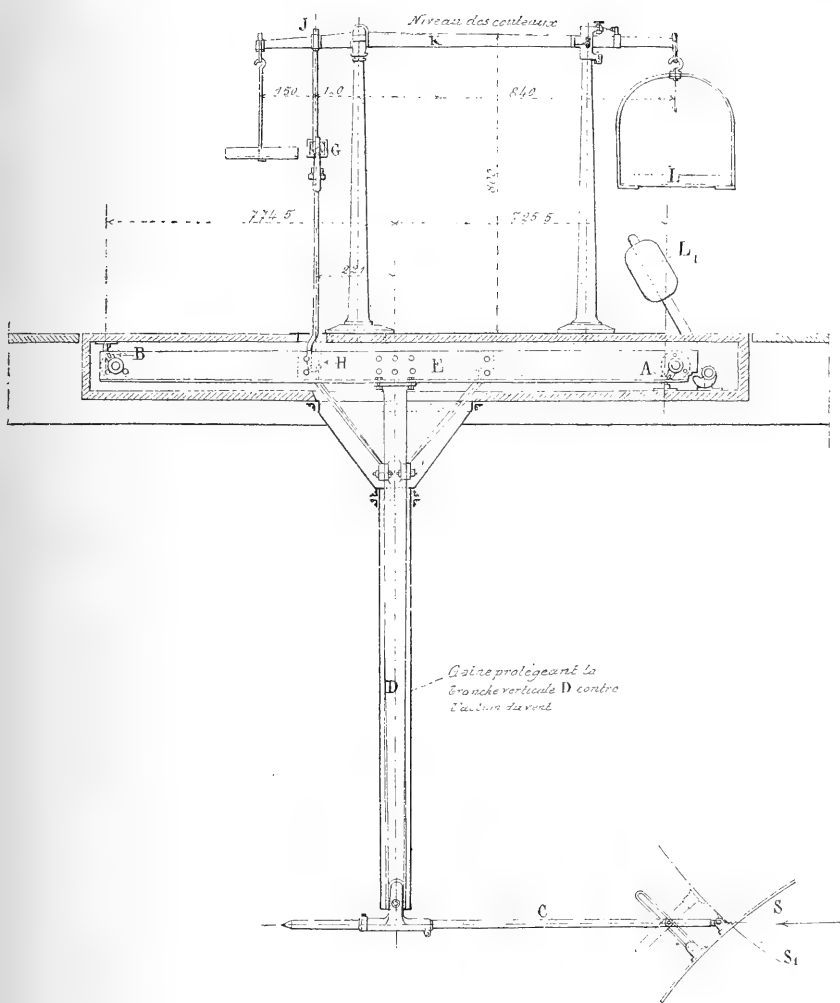 Niveau des couteaux
J
K
150
840
G
I
774 5
725 5
221
L1
B
H
E
A
D
Gaine protégeant la
branche verticale D contre
l'action du vent
C
S
S1